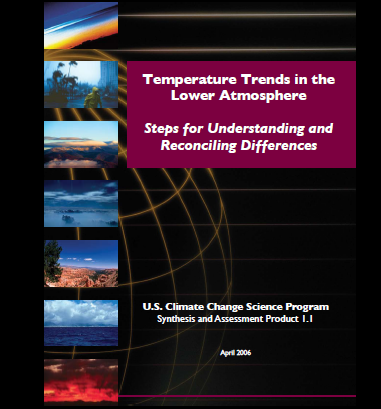 Temperature Trends in the
Lower Atmosphere
Steps for Understanding and
Reconciling Differences
U.S. Climate Change Science Program
Synthesis and Assessment Product 1.1
April 2006